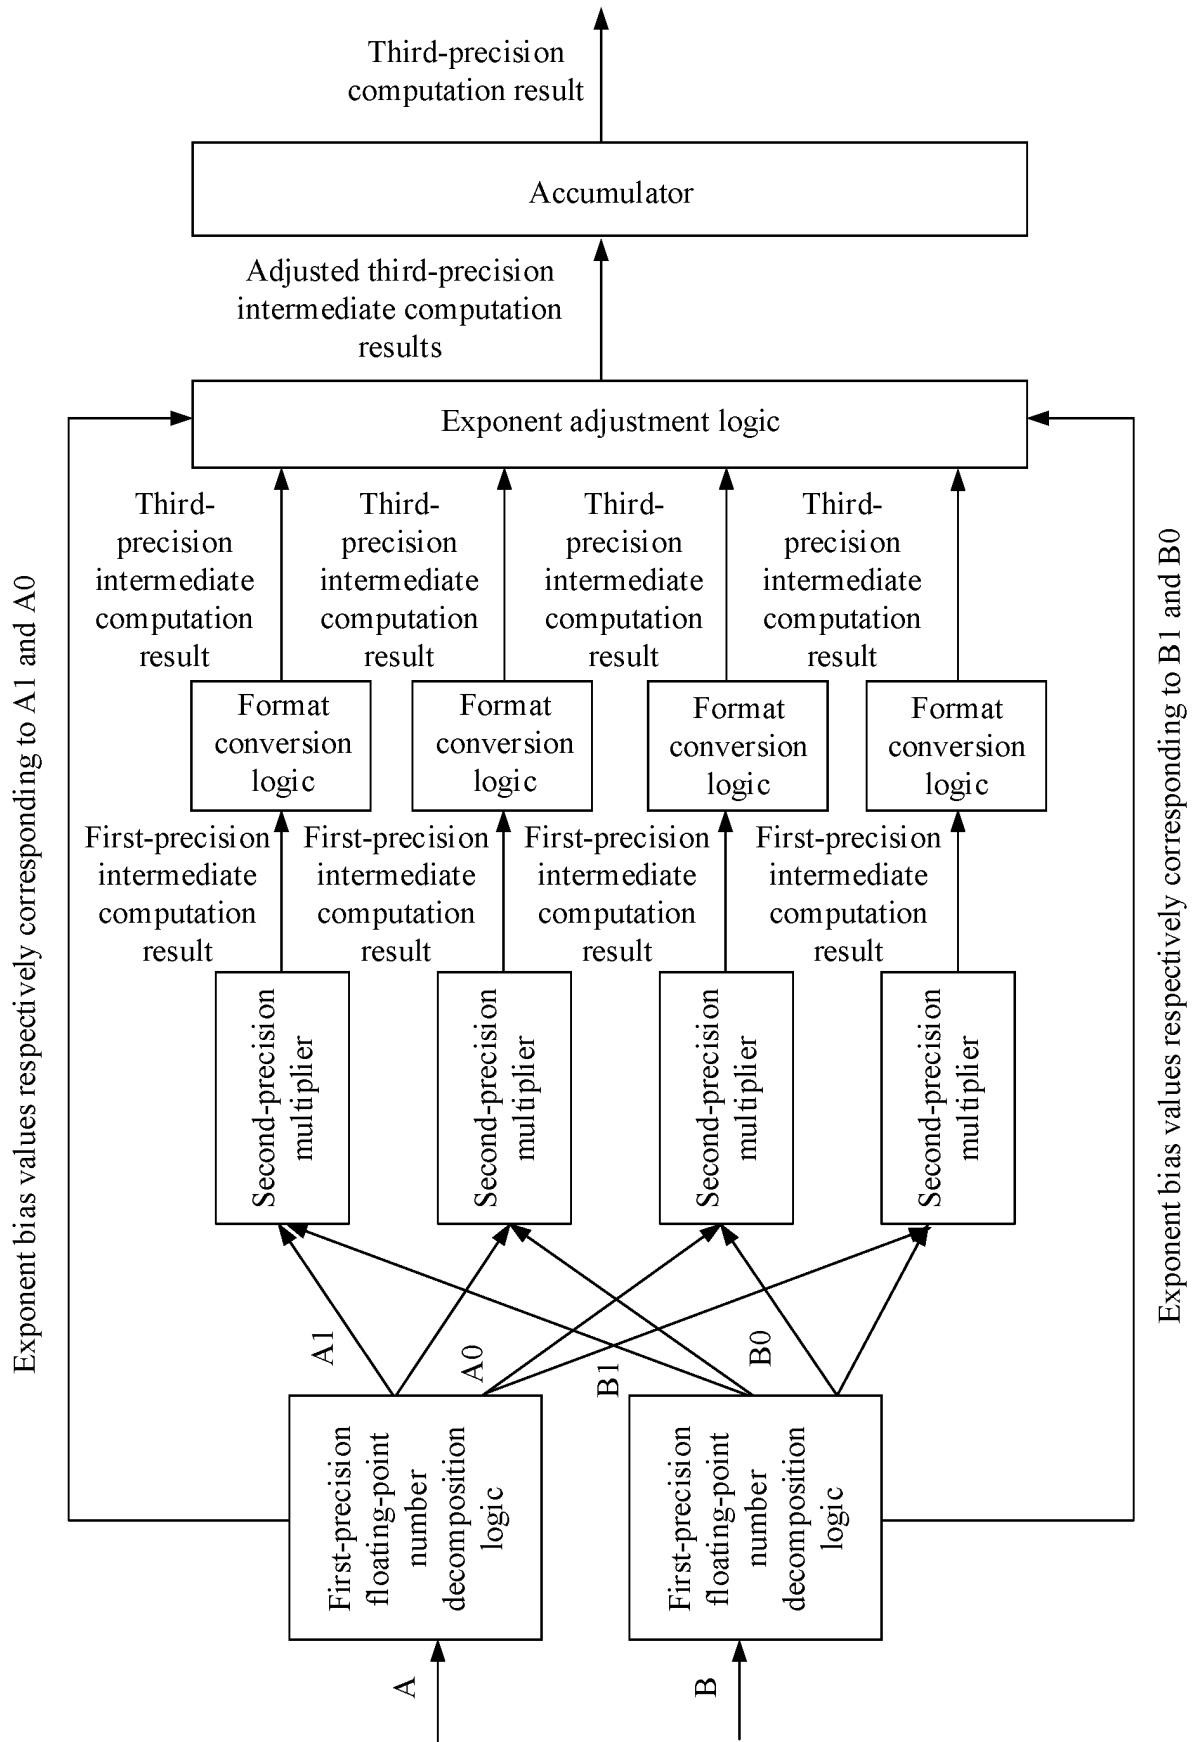 Third-precision
computation result
Accumulator
Adjusted third-precision
intermediate computation
results
Exponent adjustment logic
Third-
precision
intermediate
computation
result
Third-
precision
intermediate
computation
result
Third-
precision
intermediate
computation
result
Third-
precision
intermediate
computation
result
Format
conversion
logic
Format
conversion
logic
Format
conversion
logic
Format
conversion
logic
First-precision
intermediate
computation
result
First-precision
intermediate
computation
result
First-precision
intermediate
computation
result
First-precision
intermediate
computation
result
Second-precision
multiplier
Second-precision
multiplier
Second-precision
multiplier
Second-precision
multiplier
A1
A0
B1
B0
First-precision
floating-point
number
decomposition
logic
First-precision
floating-point
number
decomposition
logic
A
B
Exponent bias values respectively corresponding to A1 and A0
Exponent bias values respectively corresponding to B1 and B0